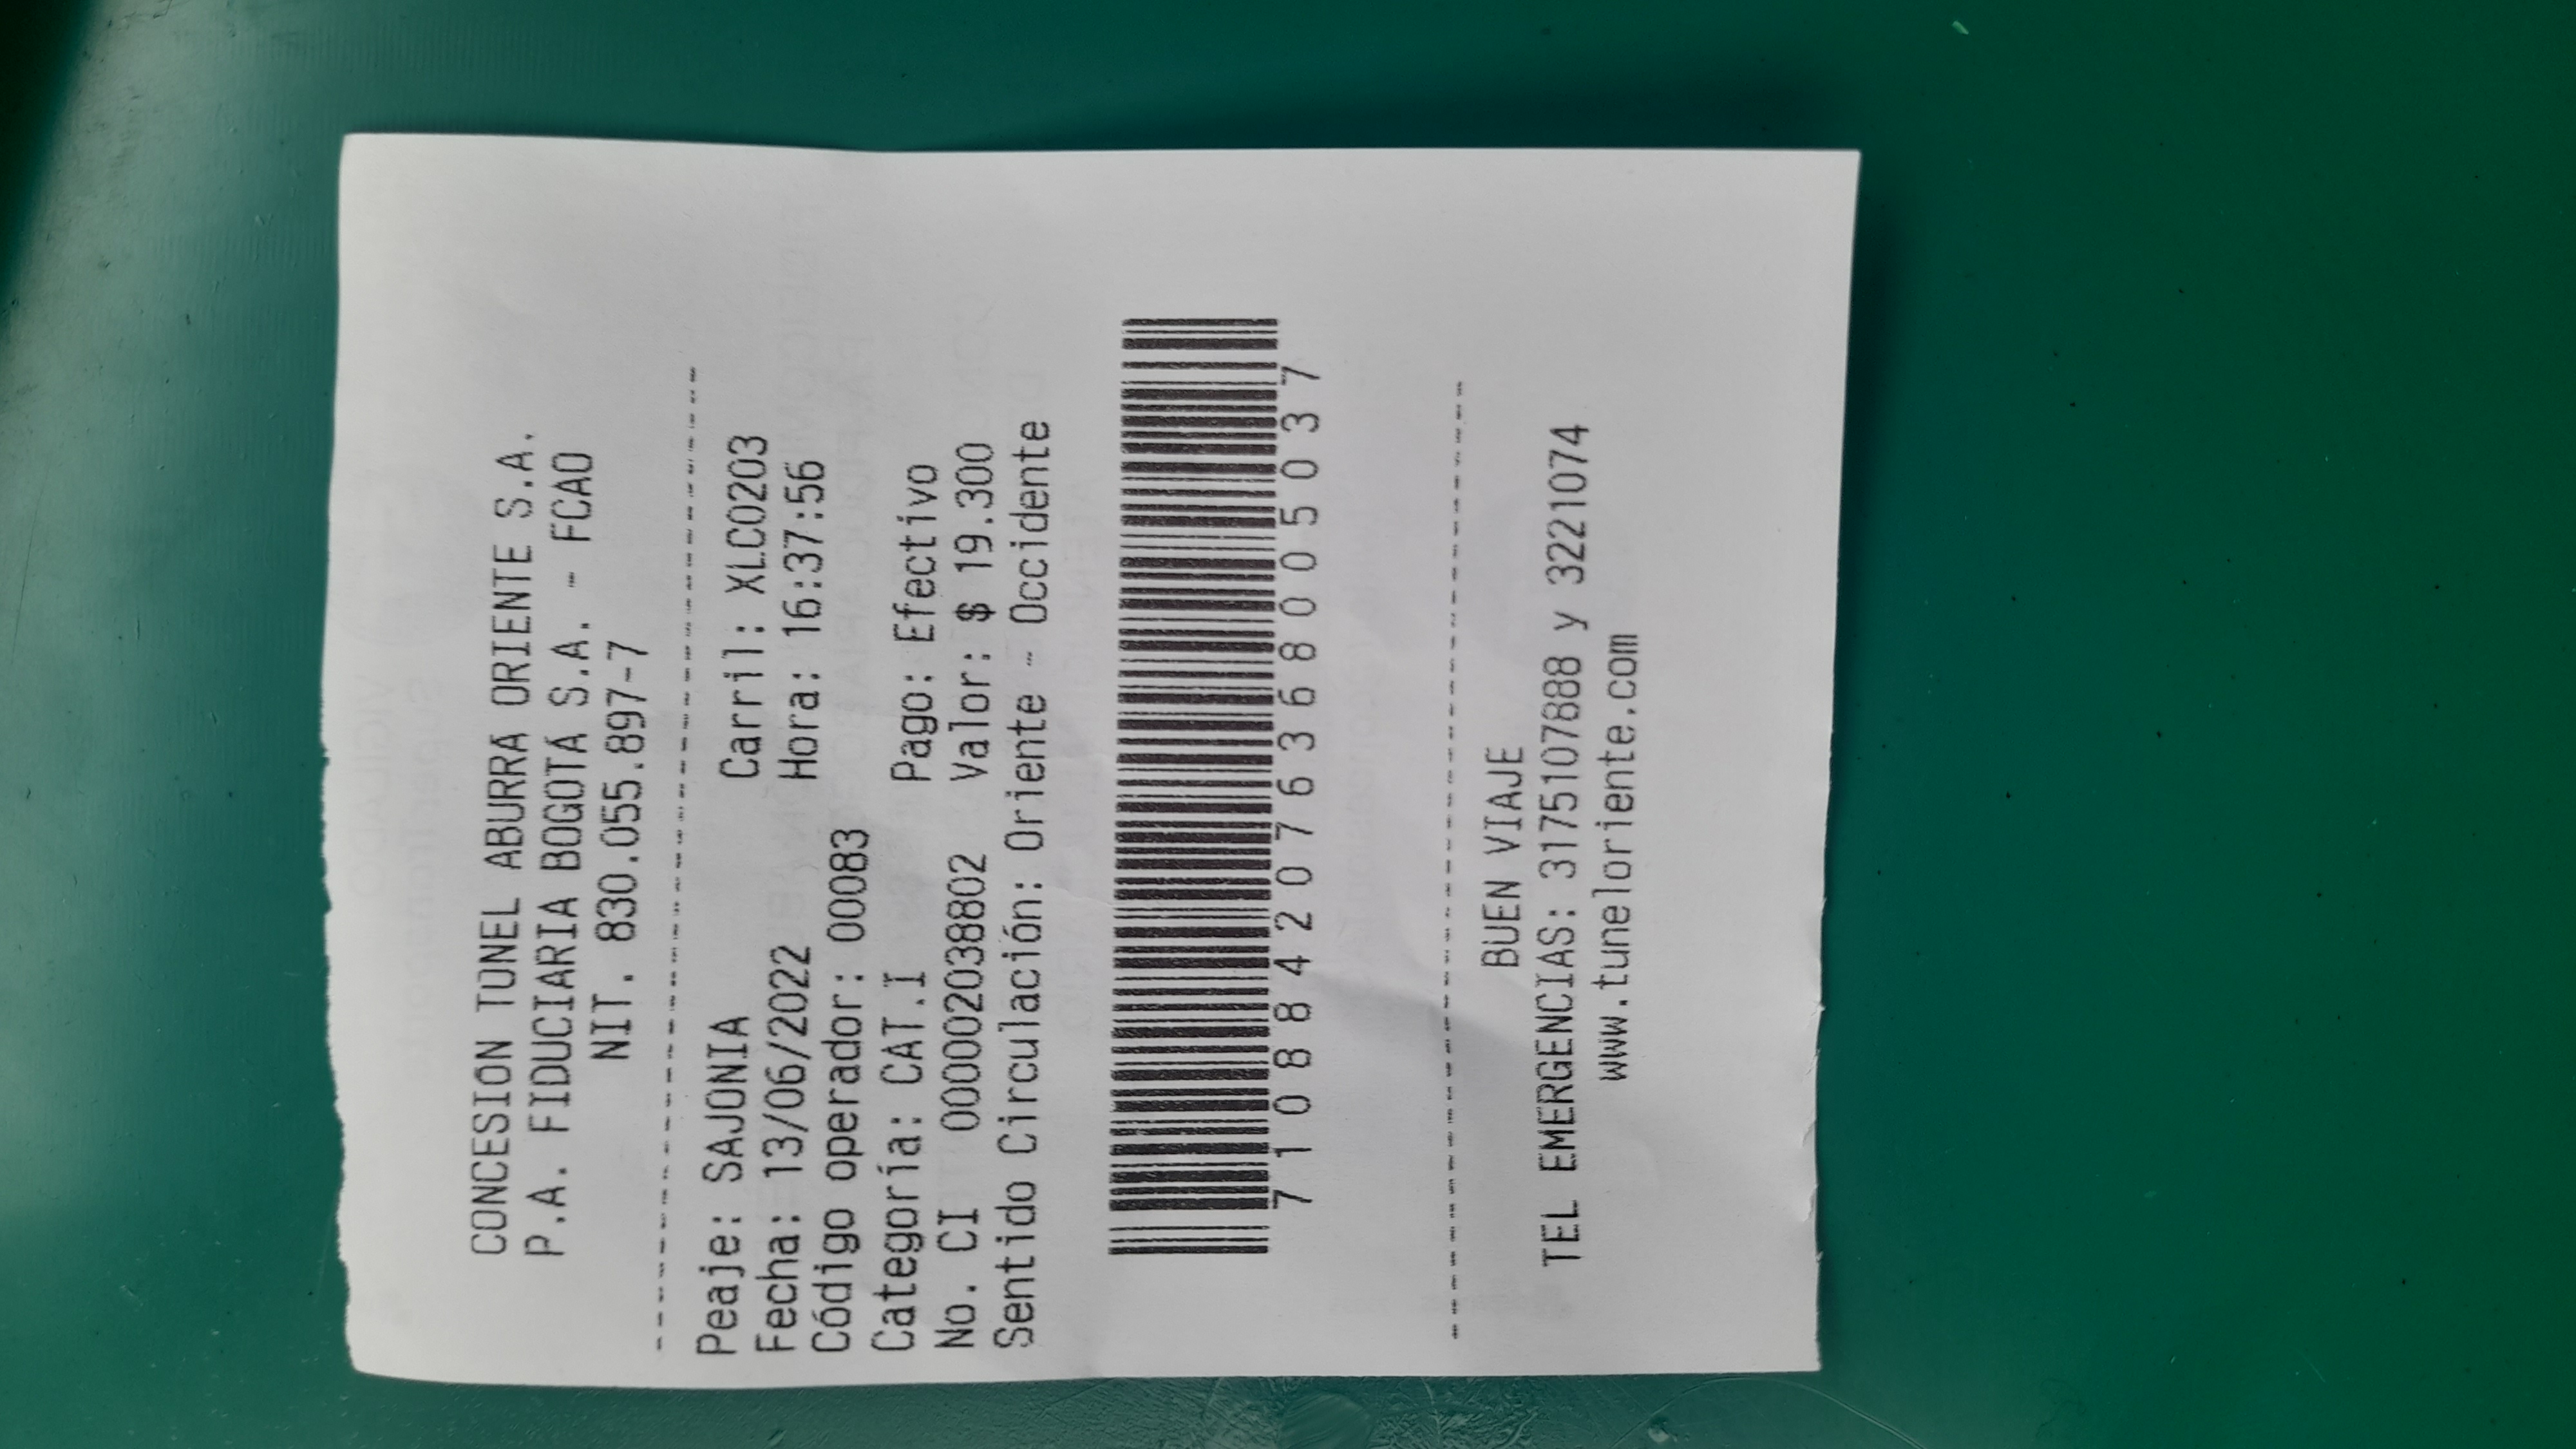 CONCESION TUNEL ABURRA ORIENTE S.A.
P.A. FIDUCIARIA BOGOTÁ S.A. - FCAO
NIT. 830.055.897-7
Peaje: SAJONIA Carril: XLC0203
Fecha: 13/06/2022 Hora: 16:37:56
Código operador: 00083
Categoría: CAT.I Pago: Efectivo
No. CI 000002038802 Valor: $ 19.300
Sentido Circulación: Oriente - Occidente
7108842076368005037
BUEN VIAJE
TEL EMERGENCIAS: 3175107888 y 3221074
www.tuneloriente.com